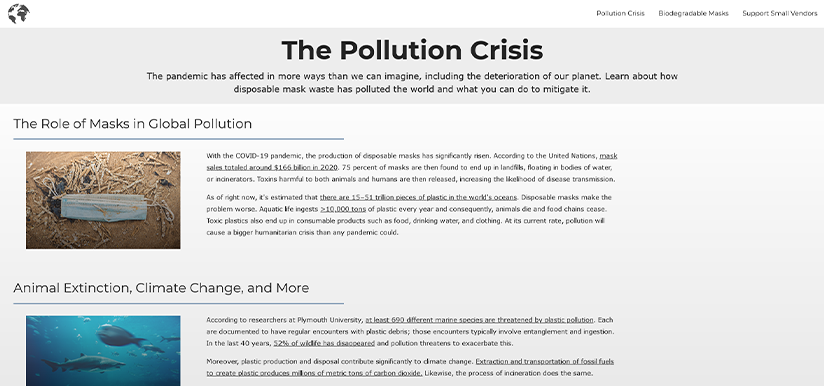 Pollution Crisis
Biodegradable Masks
Support Small Vendors
The Pollution Crisis
The pandemic has affected in more ways than we can imagine, including the deterioration of our planet. Learn about how
disposable mask waste has polluted the world and what you can do to mitigate it.
The Role of Masks in Global Pollution
With the COVID-19 pandemic, the production of disposable masks has significantly risen. According to the United Nations, mask
sales totaled around $166 billion in 2020. 75 percent of masks are then found to end up in landfills, floating in bodies of water,
or incinerators. Toxins harmful to both animals and humans are then released, increasing the likelihood of disease transmission.
As of right now, it's estimated that there are 15–51 trillion pieces of plastic in the world's oceans. Disposable masks make the
problem worse. Aquatic life ingests >10,000 tons of plastic every year and consequently, animals die and food chains cease.
Toxic plastics also end up in consumable products such as food, drinking water, and clothing. At its current rate, pollution will
cause a bigger humanitarian crisis than any pandemic could.
Animal Extinction, Climate Change, and More
According to researchers at Plymouth University, at least 690 different marine species are threatened by plastic pollution. Each
are documented to have regular encounters with plastic debris; those encounters typically involve entanglement and ingestion.
In the last 40 years, 52% of wildlife has disappeared and pollution threatens to exacerbate this.
Moreover, plastic production and disposal contribute significantly to climate change. Extraction and transportation of fossil fuels
to create plastic produces millions of metric tons of carbon dioxide. Likewise, the process of incineration does the same.